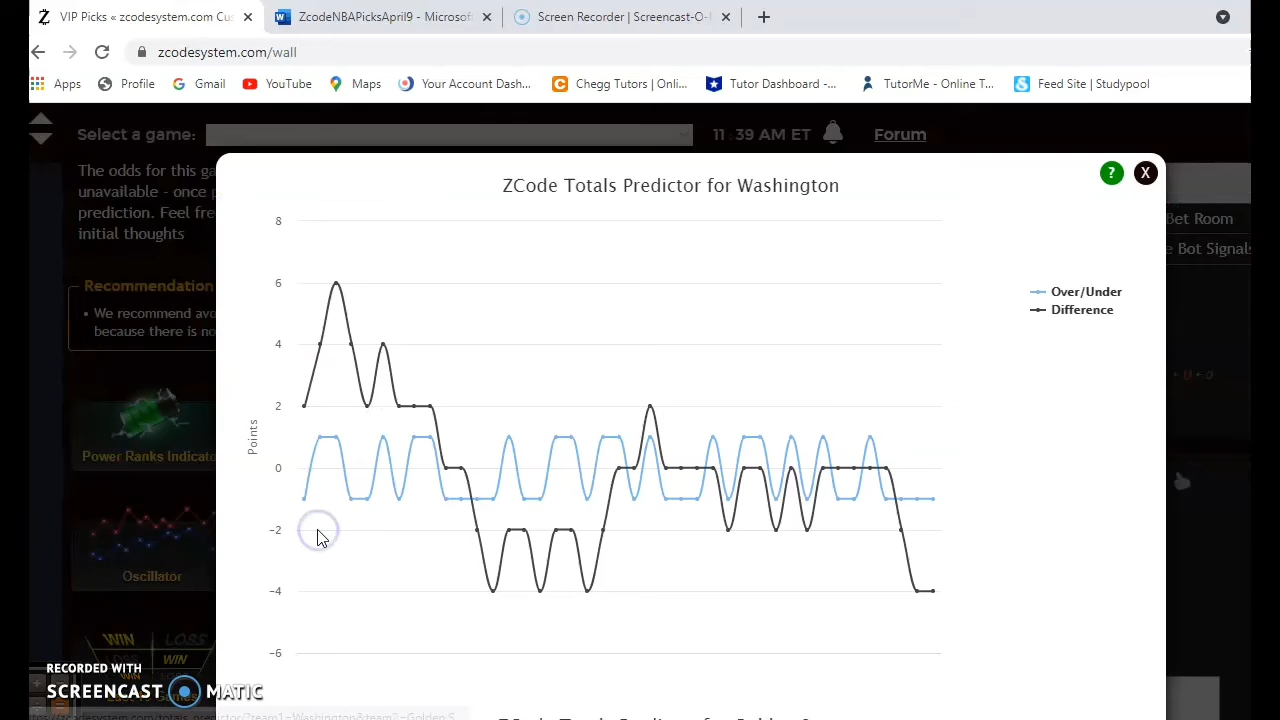 VIP Picks « zcodesystem.com Cus
ZcodeNBAPicksApril9 - Microsof
Screen Recorder | Screencast-O-
zcodesystem.com/wall
Apps
Profile
Gmail
YouTube
Maps
Your Account Dash...
Chegg Tutors | Onli...
Tutor Dashboard -...
TutorMe - Online T...
Feed Site | Studypool
Select a game:
11 39 AM ET
Forum
The odds for this ga
unavailable - once p
prediction. Feel fre
initial thoughts
Recommendation
• We recommend avo
because there is no
Power Ranks Indicato
Oscillator
WIN LOSS
WIN
ZCode Totals Predictor for Washington
?
X
8
6
4
2
0
-2
-4
-6
Points
Over/Under
Difference
Bet Room
e Bot Signals
RECORDED WITH
SCREENCAST MATIC